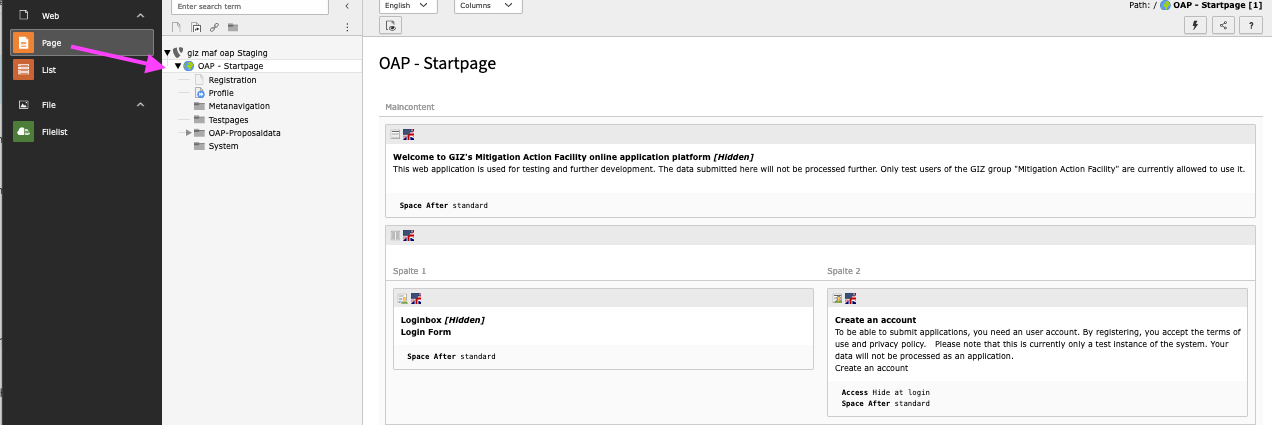 Web
Page
List
File
Filelist
Enter search term
giz maf oap Staging
OAP - Startpage
Registration
Profile
Metanavigation
Testpages
OAP-Proposaldata
System
English
Columns
Path: / OAP - Startpage [1]
?
OAP - Startpage
Maincontent
Welcome to GIZ's Mitigation Action Facility online application platform [Hidden]
This web application is used for testing and further development. The data submitted here will not be processed further. Only test users of the GIZ group "Mitigation Action Facility" are currently allowed to use it.
Space After standard
Spalte 1
Loginbox [Hidden]
Login Form
Space After standard
Spalte 2
Create an account
To be able to submit applications, you need an user account. By registering, you accept the terms of
use and privacy policy. Please note that this is currently only a test instance of the system. Your
data will not be processed as an application.
Create an account
Access Hide at login
Space After standard